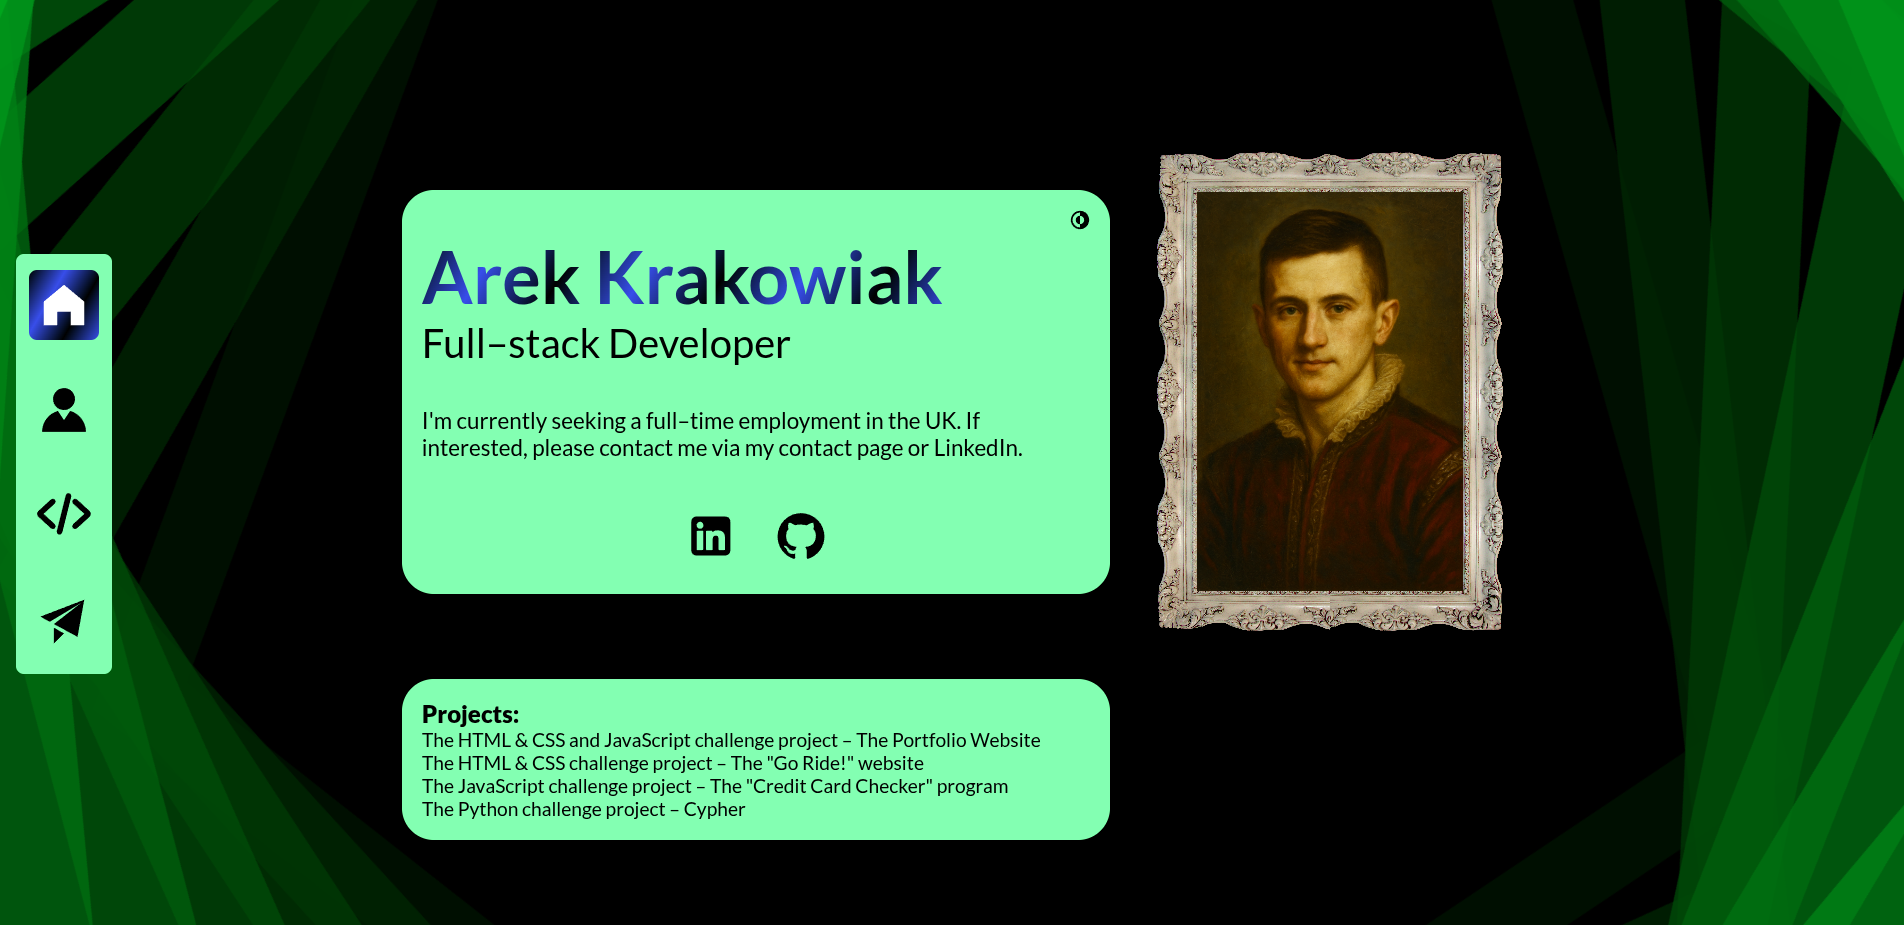 Arek Krakowiak
Full–stack Developer
I'm currently seeking a full–time employment in the UK. If
interested, please contact me via my contact page or LinkedIn.
Projects:
The HTML & CSS and JavaScript challenge project – The Portfolio Website
The HTML & CSS challenge project – The "Go Ride!" website
The JavaScript challenge project – The "Credit Card Checker" program
The Python challenge project – Cypher